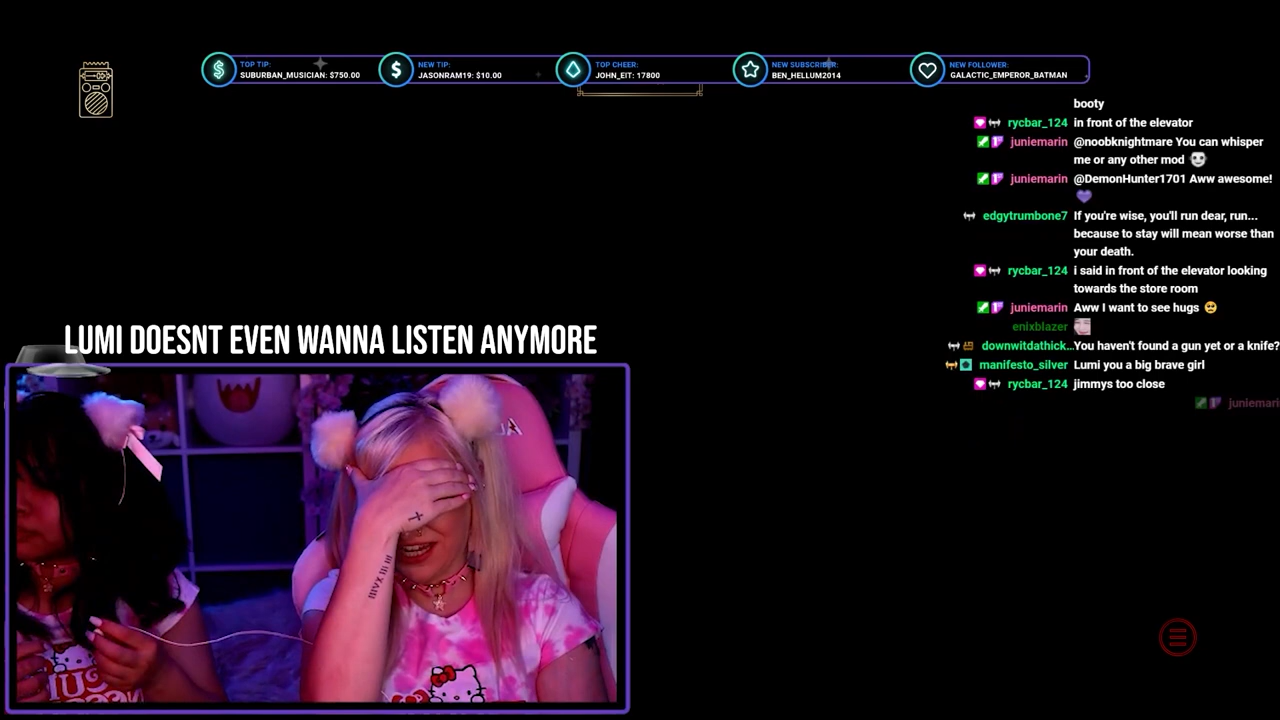 TOP TIP:
SUBURBAN_MUSICIAN: $750.00
NEW TIP:
JASONRAM19: $10.00
TOP CHEER:
JOHN_EIT: 17800
NEW SUBSCRIBER:
BEN_HELLUM2014
NEW FOLLOWER:
GALACTIC_EMPEROR_BATMAN
booty
rycbar_124 in front of the elevator
juniemarin @noobknightmare You can whisper
me or any other mod
juniemarin @DemonHunter1701 Aww awesome!
edgytrumbone7 If you're wise, you'll run dear, run...
because to stay will mean worse than
your death.
rycbar_124 i said in front of the elevator looking
towards the store room
juniemarin Aww I want to see hugs
enixblazer
downwitdathick... You haven't found a gun yet or a knife?
manifesto_silver Lumi you a big brave girl
rycbar_124 jimmys too close
juniemari
LUMI DOESNT EVEN WANNA LISTEN ANYMORE